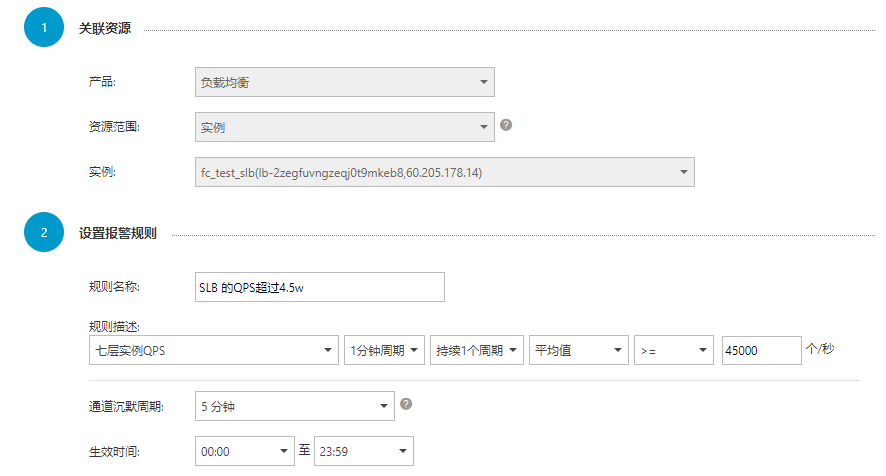 1 关联资源
产品: 负载均衡
资源范围: 实例 ?
实例: fc_test_slb(lb-2zegfuvngzeqj0t9mkeb8,60.205.178.14)
2 设置报警规则
规则名称: SLB 的QPS超过4.5w
规则描述:
七层实例QPS 1分钟周期 持续1个周期 平均值 >= 45000 个/秒
通道沉默周期: 5 分钟 ?
生效时间: 00:00 至 23:59